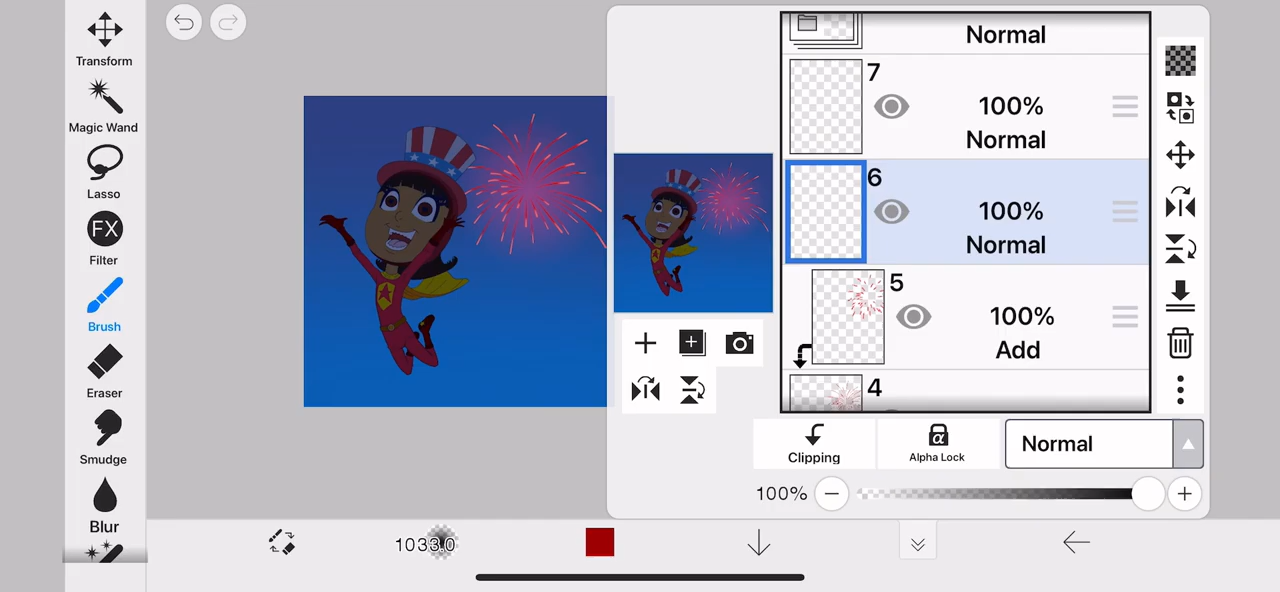 Transform
Magic Wand
Lasso
FX
Filter
Brush
Eraser
Smudge
Blur
Normal
7
100%
Normal
6
100%
Normal
5
100%
Add
4
Clipping
α
Alpha Lock
Normal
100%
1033.0